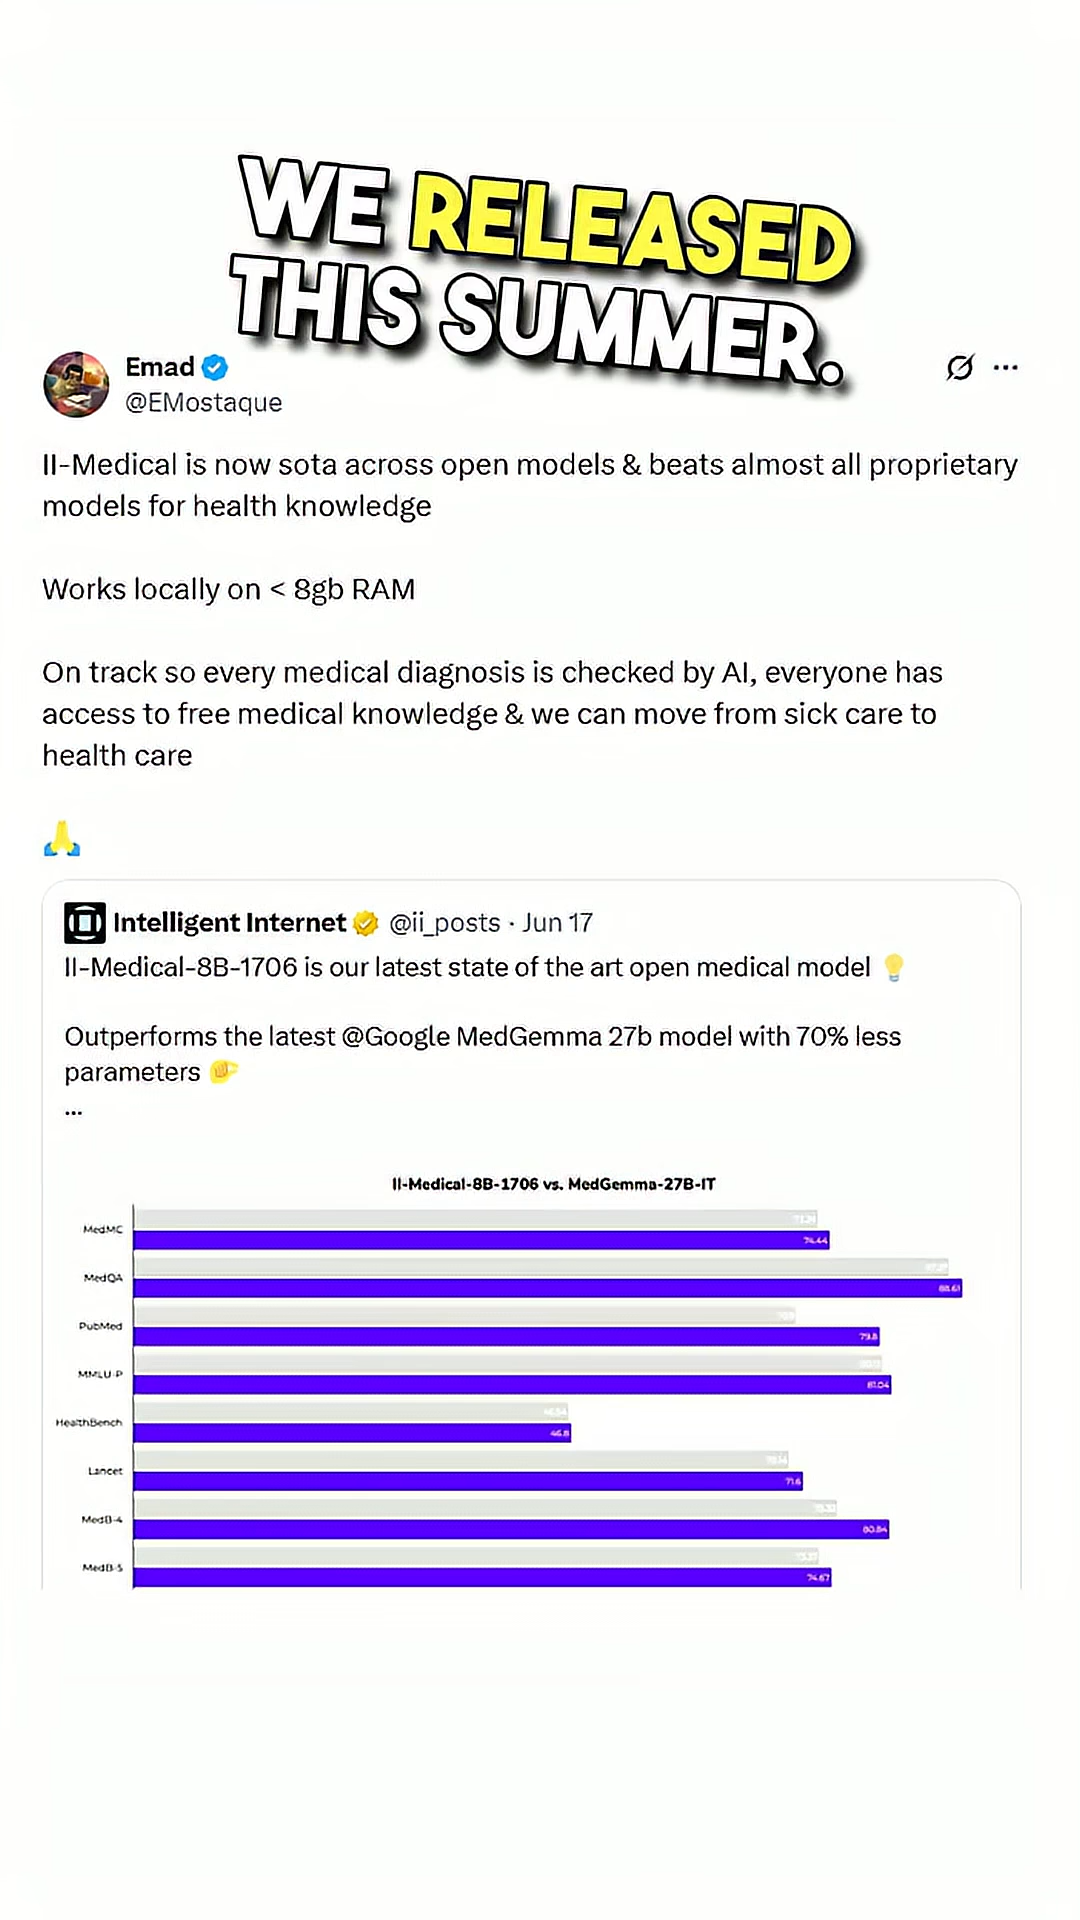 WE RELEASED
THIS SUMMER.
Emad
@EMostaque
II-Medical is now sota across open models & beats almost all proprietary
models for health knowledge
Works locally on < 8gb RAM
On track so every medical diagnosis is checked by AI, everyone has
access to free medical knowledge & we can move from sick care to
health care
🙏
Intelligent Internet @ii_posts · Jun 17
II-Medical-8B-1706 is our latest state of the art open medical model 💡
Outperforms the latest @Google MedGemma 27b model with 70% less
parameters 🤏
...
II-Medical-8B-1706 vs. MedGemma-27B-IT
MedMC
74.44
MedQA
88.61
PubMed
79.8
MMLU-P
81.04
HealthBench
46.8
Lancet
71.6
MedB-4
80.84
MedB-5
74.67